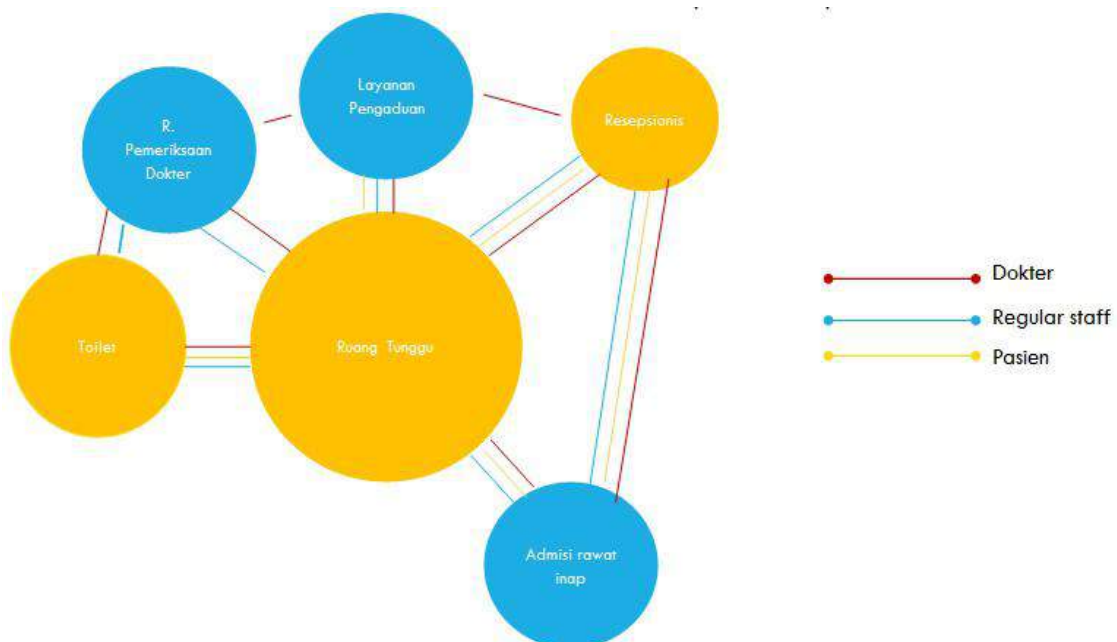 Layanan
Pengaduan
Resepsionis
R.
Pemeriksaan
Dokter
Toilet
Ruang Tunggu
Admisi rawat
inap
Dokter
Regular staff
Pasien